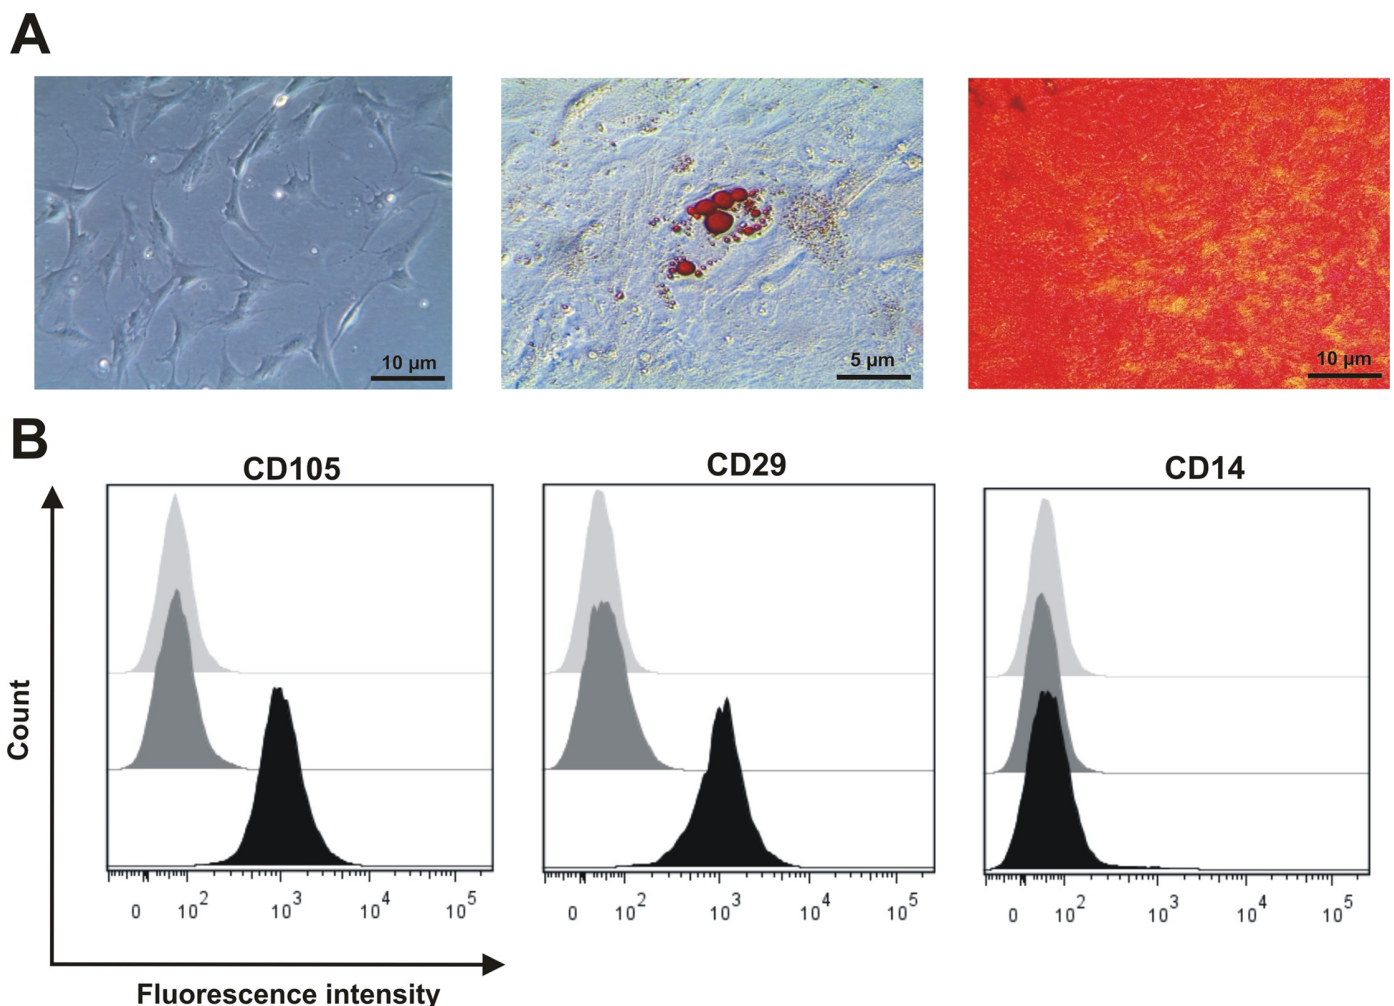 A
10 µm
5 µm
10 µm
B
CD105
CD29
CD14
Count
0 10² 10³ 10⁴ 10⁵
0 10² 10³ 10⁴ 10⁵
0 10² 10³ 10⁴ 10⁵
Fluorescence intensity